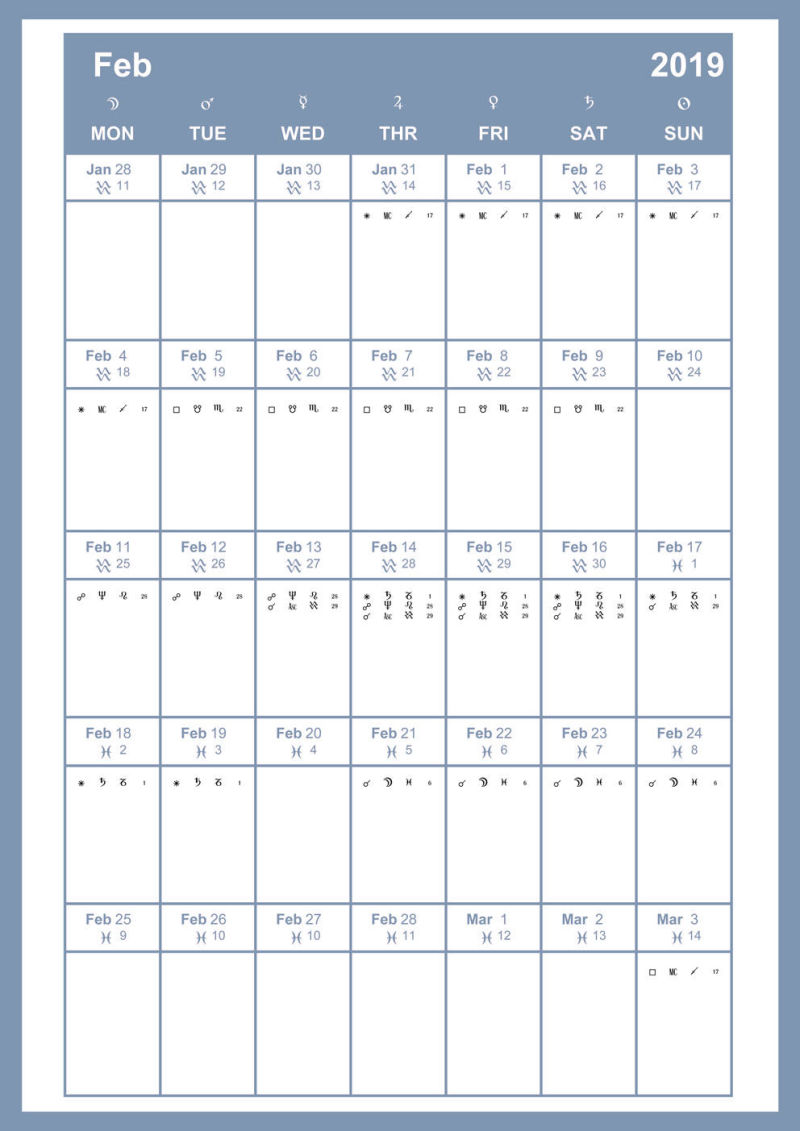 Feb 2019
☽ ♂ ☿ ♃ ♀ ♄ ☉
MON TUE WED THR FRI SAT SUN
Jan 28 Jan 29 Jan 30 Jan 31 Feb 1 Feb 2 Feb 3
♒ 11 ♒ 12 ♒ 13 ♒ 14 ♒ 15 ♒ 16 ♒ 17
⚹ MC ♐ 17 ⚹ MC ♐ 17 ⚹ MC ♐ 17 ⚹ MC ♐ 17
Feb 4 Feb 5 Feb 6 Feb 7 Feb 8 Feb 9 Feb 10
♒ 18 ♒ 19 ♒ 20 ♒ 21 ♒ 22 ♒ 23 ♒ 24
⚹ MC ♐ 17 □ ☋ ♏ 22 □ ☋ ♏ 22 □ ☋ ♏ 22 □ ☋ ♏ 22 □ ☋ ♏ 22
Feb 11 Feb 12 Feb 13 Feb 14 Feb 15 Feb 16 Feb 17
♒ 25 ♒ 26 ♒ 27 ♒ 28 ♒ 29 ♒ 30 ♓ 1
☍ ♆ ♌ ☍ ♆ ♌ ☍ ♆ ♌ ⚹ ♄ ♉ 1 ⚹ ♄ ♉ 1 ⚹ ♄ ♉ 1 ⚹ ♄ ♉ 1
☌ Asc ♒ 29 ☍ ♆ ♌ ☍ ♆ ♌ ☍ ♆ ♌ ☌ Asc ♒ 29
☌ Asc ♒ 29 ☌ Asc ♒ 29 ☌ Asc ♒ 29
Feb 18 Feb 19 Feb 20 Feb 21 Feb 22 Feb 23 Feb 24
♓ 2 ♓ 3 ♓ 4 ♓ 5 ♓ 6 ♓ 7 ♓ 8
⚹ ♄ ♉ 1 ⚹ ♄ ♉ 1 ☌ ☽ ♓ 6 ☌ ☽ ♓ 6 ☌ ☽ ♓ 6 ☌ ☽ ♓ 6
Feb 25 Feb 26 Feb 27 Feb 28 Mar 1 Mar 2 Mar 3
♓ 9 ♓ 10 ♓ 10 ♓ 11 ♓ 12 ♓ 13 ♓ 14
□ MC ♐ 17